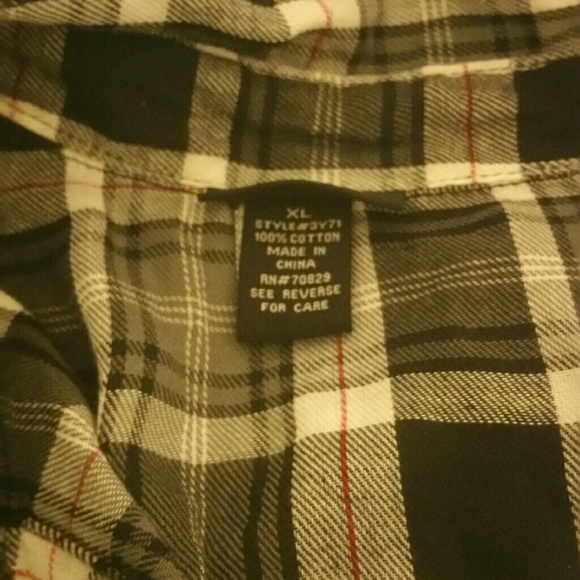 XL
STYLE#3Y71
100% COTTON
MADE IN
CHINA
RN#70829
SEE REVERSE
FOR CARE